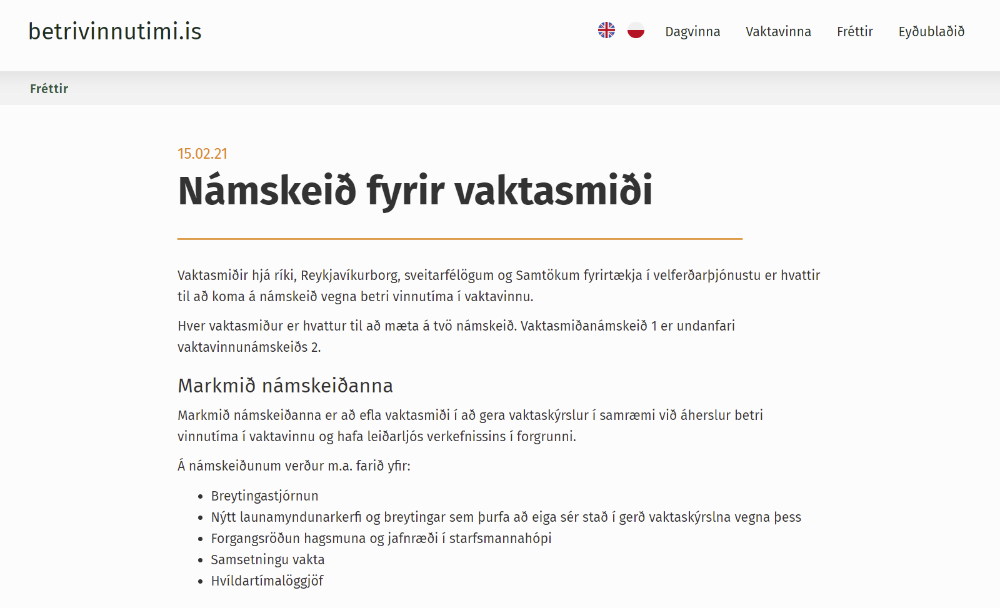 betrivinnutimi.is
Dagvinna
Vaktavinna
Fréttir
Eyðublaðið
Fréttir
15.02.21
Námskeið fyrir vaktasmiði
Vaktasmiðir hjá ríki, Reykjavíkurborg, sveitarfélögum og Samtökum fyrirtækja í velferðarþjónustu er hvattir
til að koma á námskeið vegna betri vinnutíma í vaktavinnu.
Hver vaktasmiður er hvattur til að mæta á tvö námskeið. Vaktasmiðanámskeið 1 er undanfari
vaktavinnunámskeiðs 2.
Markmið námskeiðanna
Markmið námskeiðanna er að efla vaktasmiði í að gera vaktaskýrslur í samræmi við áherslur betri
vinnutíma í vaktavinnu og hafa leiðarljós verkefnissins í forgrunni.
Á námskeiðunum verður m.a. farið yfir:
• Breytingastjórnun
• Nýtt launamyndunarkerfi og breytingar sem þurfa að eiga sér stað í gerð vaktaskýrslna vegna þess
• Forgangsröðun hagsmuna og jafnræði í starfsmannahópi
• Samsetningu vakta
• Hvíldartímalöggjöf